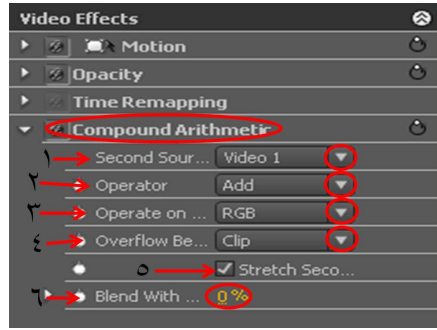 Video Effects
Motion
Opacity
Time Remapping
Compound Arithmetic
١ Second Sour... Video 1
٢ Operator Add
٣ Operate on ... RGB
٤ Overflow Be... Clip
٥ Stretch Seco...
٦ Blend With ... 0%